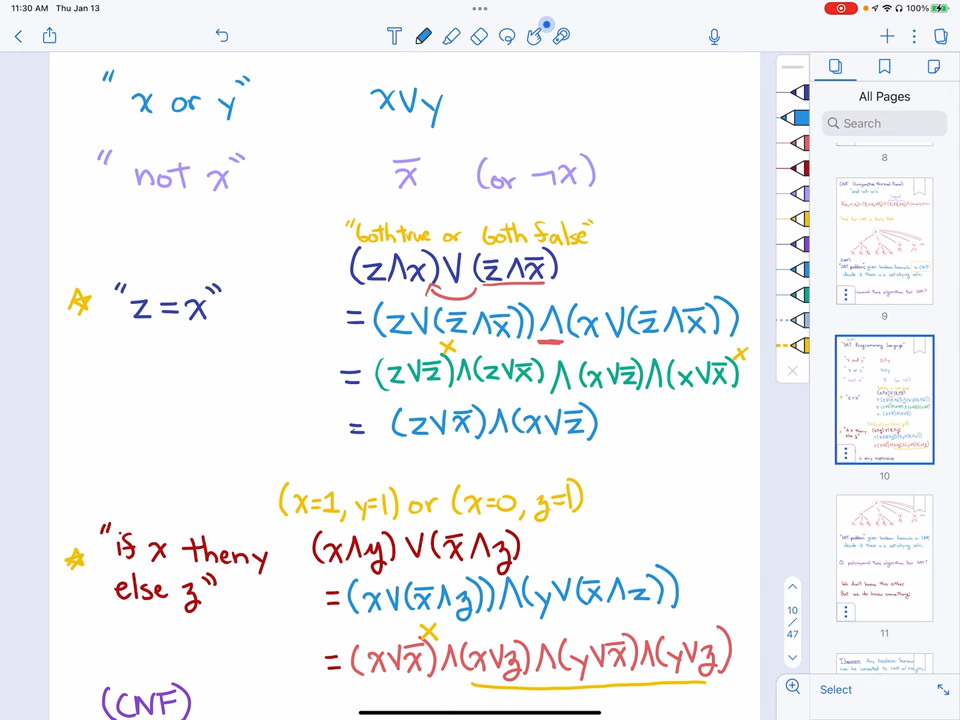 11:30 AM Thu Jan 13
100%
"x or y" x∨y
"not x" x̅ (or ¬x)
"both true or both false"
(z∧x)∨(z̅∧x̅)
☆ "z=x"
=(z∨(z̅∧x̅))∧(x∨(z̅∧x̅))
=(z∨z̅)∧(z∨x̅)∧(x∨z̅)∧(x∨x̅)
= (z∨x̅)∧(x∨z̅)
(x=1, y=1) or (x=0, z=1)
☆ "if x then y
else z"
(x∧y)∨(x̅∧z)
=(x∨(x̅∧z))∧(y∨(x̅∧z))
=(x∨x̅)∧(x∨z)∧(y∨x̅)∧(y∨z)
(CNF)
All Pages
Search
8
9
10
11
10
/
47
Select